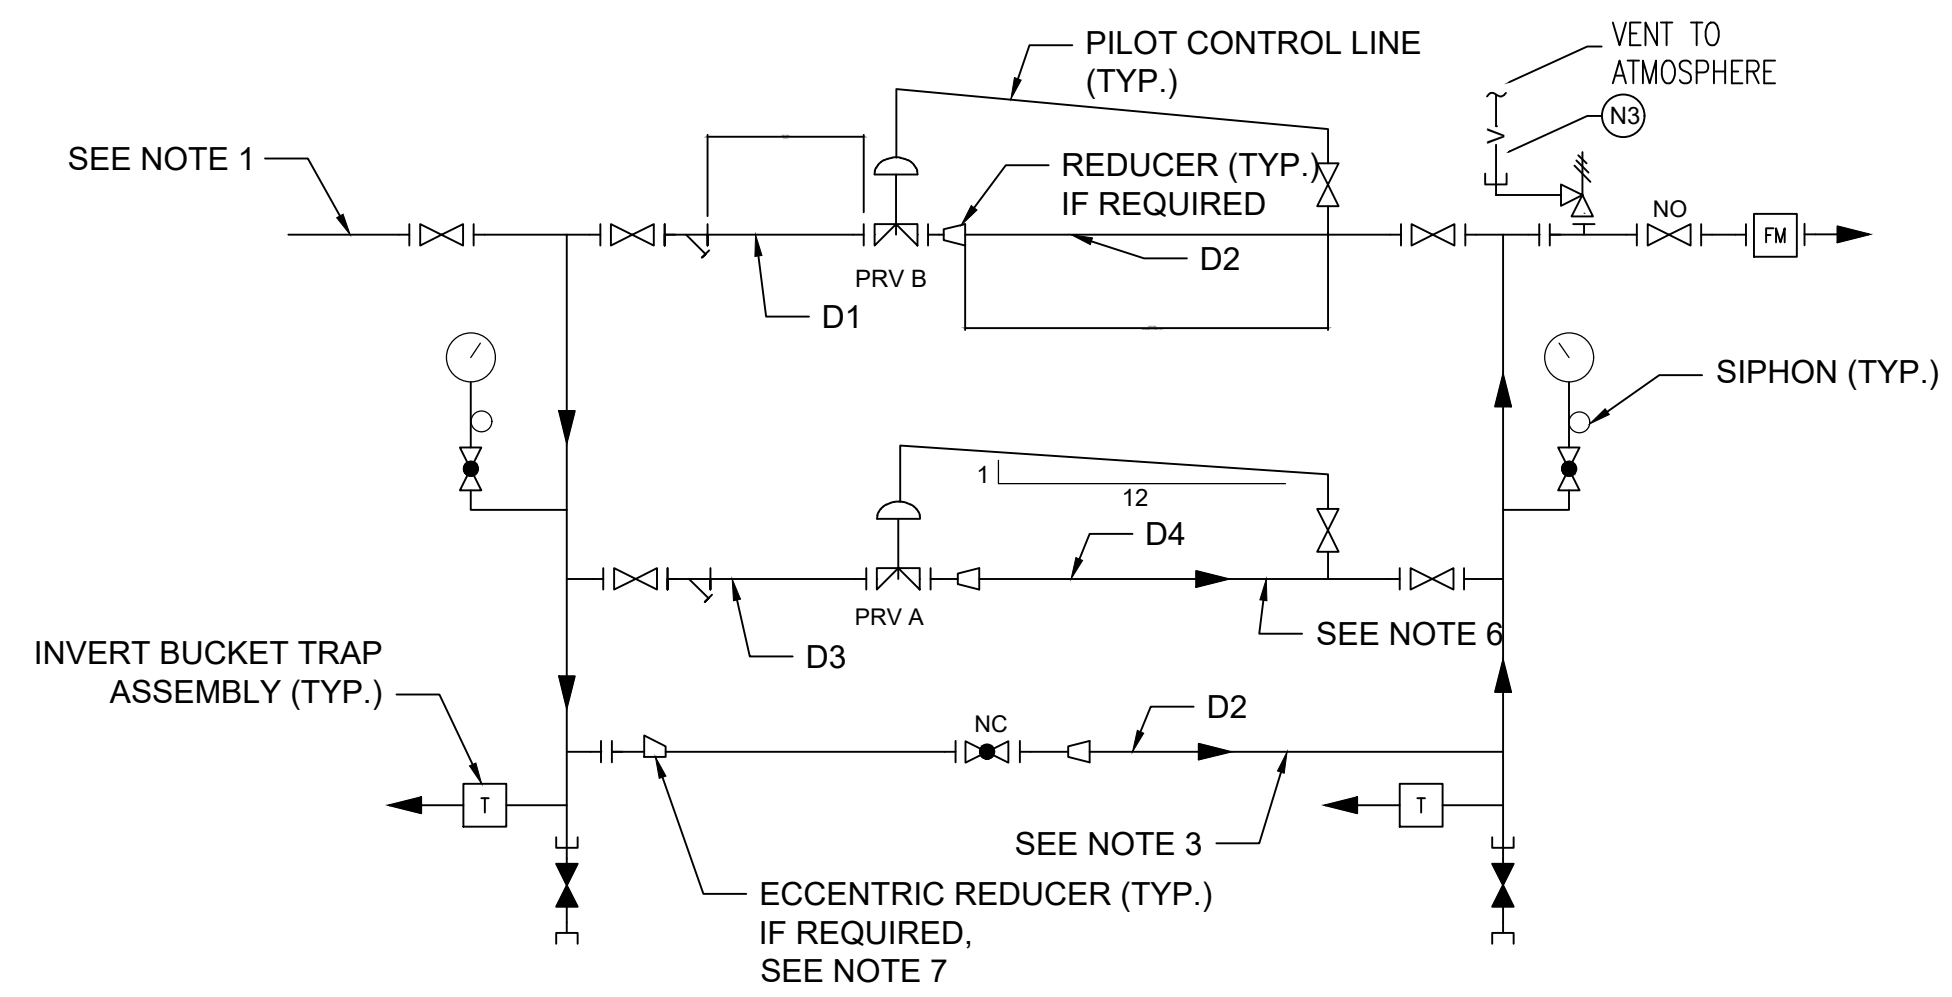 PILOT CONTROL LINE
(TYP.)
VENT TO
ATMOSPHERE
N3
SEE NOTE 1
REDUCER (TYP.)
IF REQUIRED
NO
FM
D2
PRV B
D1
SIPHON (TYP.)
1
12
D4
PRV A
SEE NOTE 6
D3
INVERT BUCKET TRAP
ASSEMBLY (TYP.)
D2
NC
T
T
SEE NOTE 3
ECCENTRIC REDUCER (TYP.)
IF REQUIRED,
SEE NOTE 7